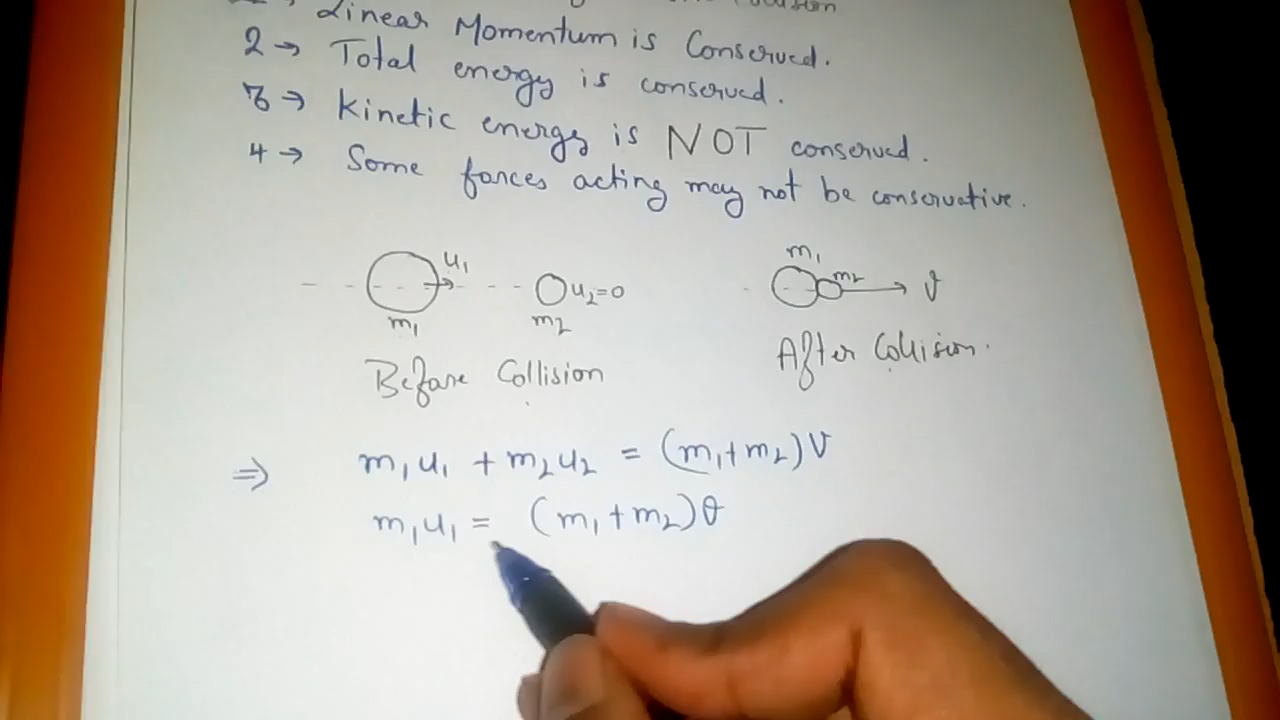 Linear Momentum is Conserved.
2 → Total energy is conserved.
3 → Kinetic energy is NOT conserved.
4 → Some forces acting may not be conservative.
u₁
m₁
u₂=0
m₂
m₁
m₂
v
Before Collision
After Collision.
⇒ m₁u₁ + m₂u₂ = (m₁+m₂)V
m₁u₁ = (m₁+m₂)v